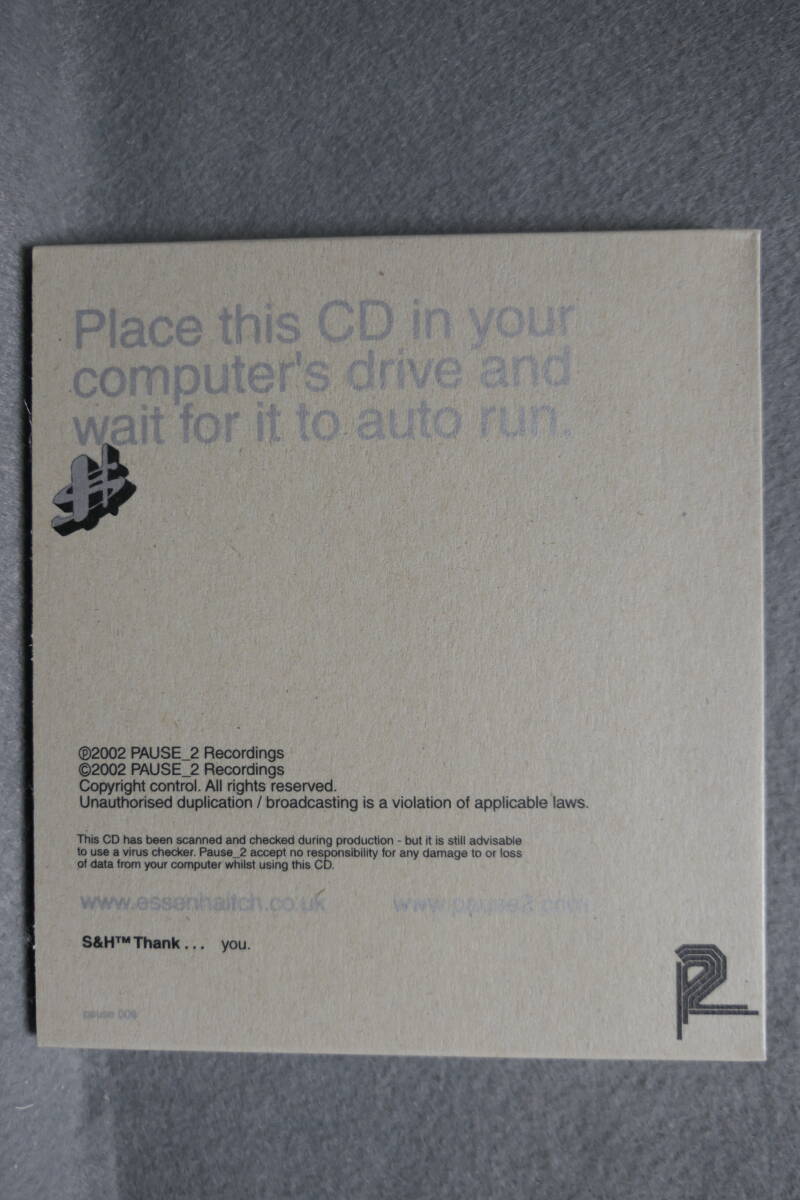 Place this CD in your
computer's drive and
wait for it to auto run.
℗2002 PAUSE_2 Recordings
©2002 PAUSE_2 Recordings
Copyright control. All rights reserved.
Unauthorised duplication / broadcasting is a violation of applicable laws.
This CD has been scanned and checked during production - but it is still advisable
to use a virus checker. Pause_2 accept no responsibility for any damage to or loss
of data from your computer whilst using this CD.
www.essenhaitch.co.uk
S&H™ Thank . . . you.
pause